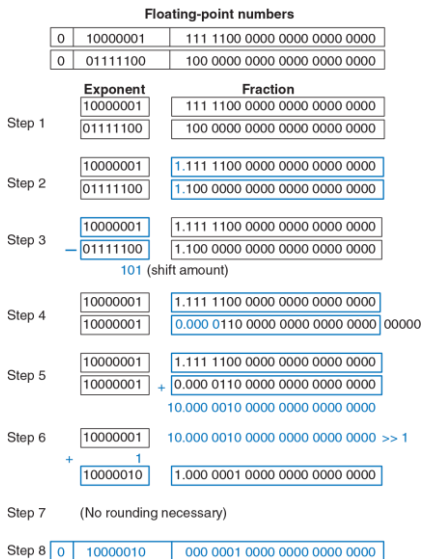 Floating-point numbers
0 10000001 111 1100 0000 0000 0000 0000
0 01111100 100 0000 0000 0000 0000 0000
Exponent Fraction
10000001 111 1100 0000 0000 0000 0000
Step 1
01111100 100 0000 0000 0000 0000 0000
10000001 1.111 1100 0000 0000 0000 0000
Step 2
01111100 1.100 0000 0000 0000 0000 0000
10000001 1.111 1100 0000 0000 0000 0000
Step 3
– 01111100 1.100 0000 0000 0000 0000 0000
101 (shift amount)
10000001 1.111 1100 0000 0000 0000 0000
Step 4
10000001 0.000 0110 0000 0000 0000 0000 00000
10000001 1.111 1100 0000 0000 0000 0000
Step 5
10000001 + 0.000 0110 0000 0000 0000 0000
10.000 0010 0000 0000 0000 0000
Step 6 10000001 10.000 0010 0000 0000 0000 0000 >> 1
+ 1
10000010 1.000 0001 0000 0000 0000 0000
Step 7 (No rounding necessary)
Step 8 0 10000010 000 0001 0000 0000 0000 0000